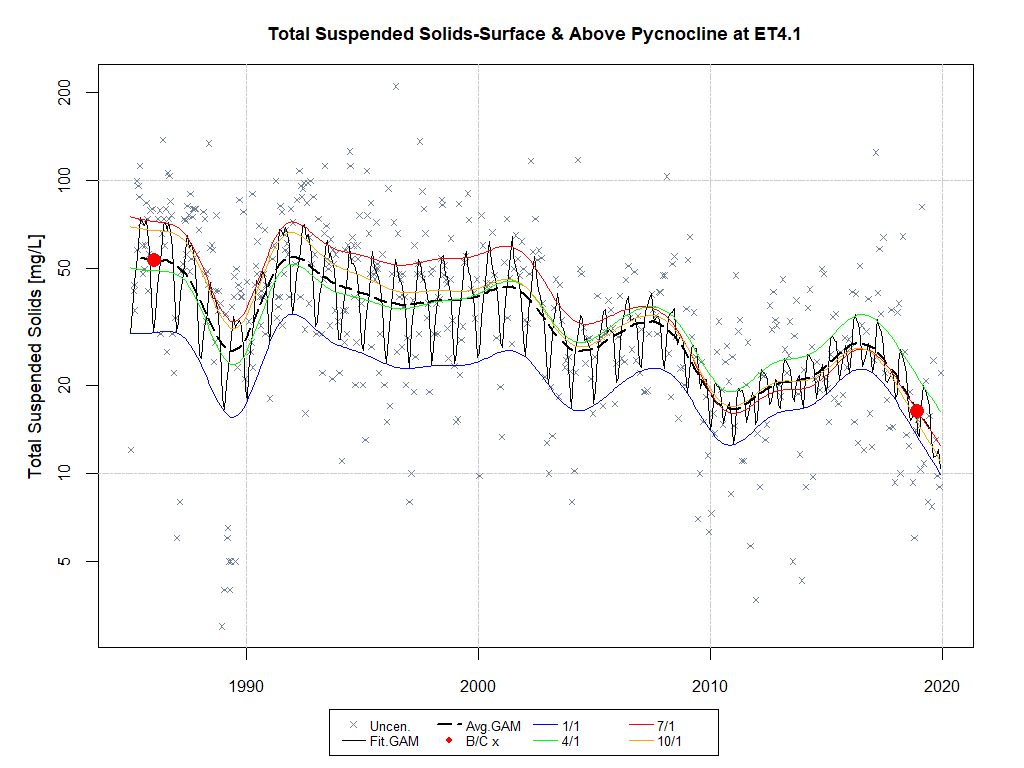 Total Suspended Solids-Surface & Above Pycnocline at ET4.1
Total Suspended Solids [mg/L]
200
100
50
20
10
5
1990 2000 2010 2020
Uncen. Avg.GAM 1/1 7/1
Fit.GAM B/C x 4/1 10/1